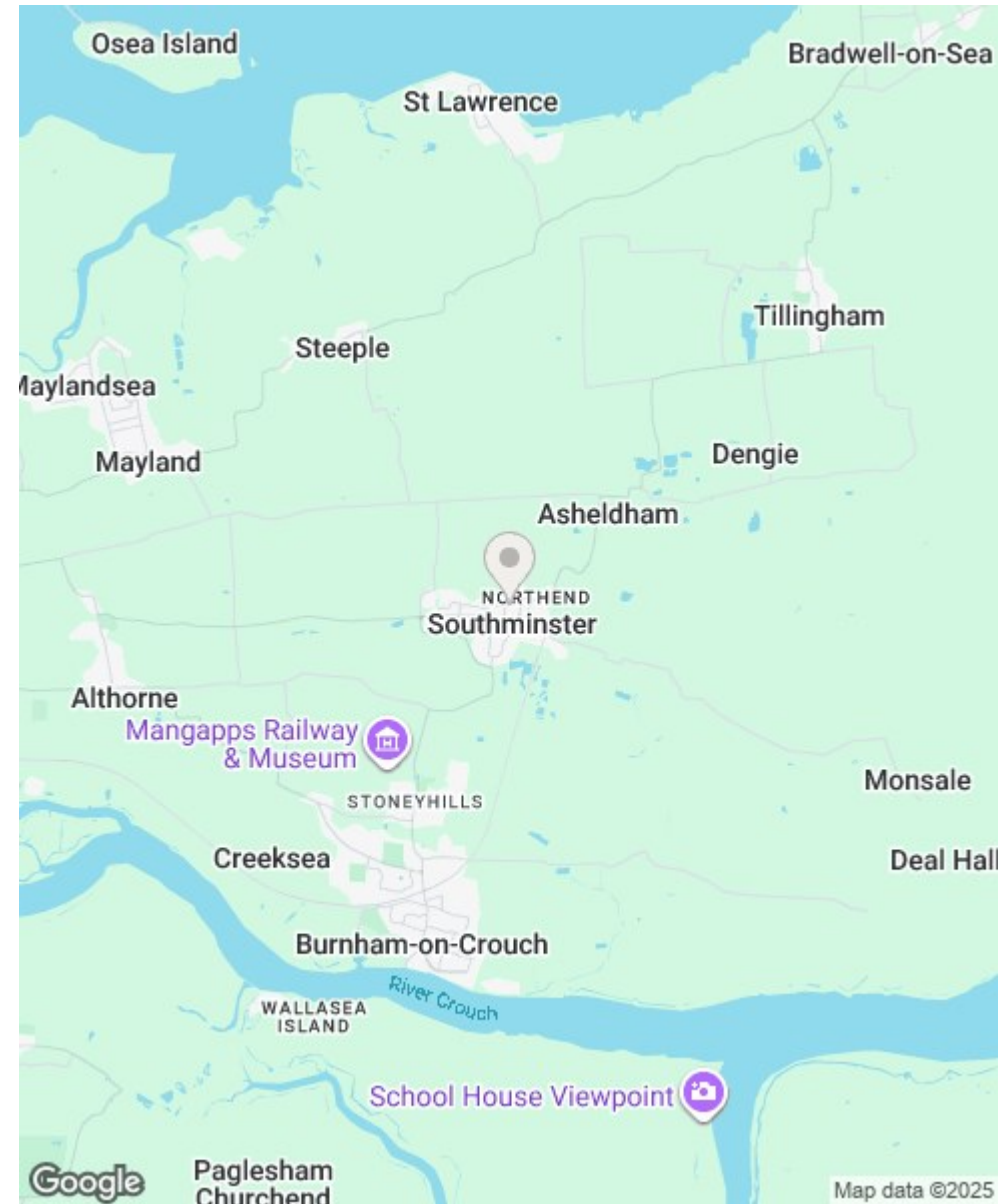 Osea Island
Bradwell-on-Sea
St Lawrence
Tillingham
Steeple
Maylandsea
Mayland
Dengie
Asheldham
NORTHEND
Southminster
Althorne
Mangapps Railway
& Museum
Monsale
STONEYHILLS
Creeksea
Deal Hall
Burnham-on-Crouch
River Crouch
WALLASEA
ISLAND
School House Viewpoint
Paglesham
Churchend
Google
Map data ©2025